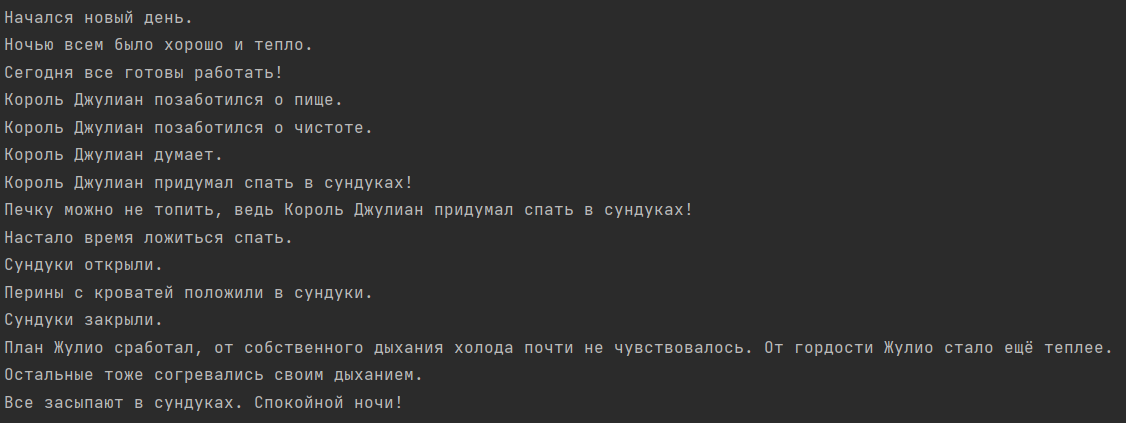 Начался новый день.
Ночью всем было хорошо и тепло.
Сегодня все готовы работать!
Король Джулиан позаботился о пище.
Король Джулиан позаботился о чистоте.
Король Джулиан думает.
Король Джулиан придумал спать в сундуках!
Печку можно не топить, ведь Король Джулиан придумал спать в сундуках!
Настало время ложиться спать.
Сундуки открыли.
Перины с кроватей положили в сундуки.
Сундуки закрыли.
План Жулио сработал, от собственного дыхания холода почти не чувствовалось. От гордости Жулио стало ещё теплее.
Остальные тоже согревались своим дыханием.
Все засыпают в сундуках. Спокойной ночи!